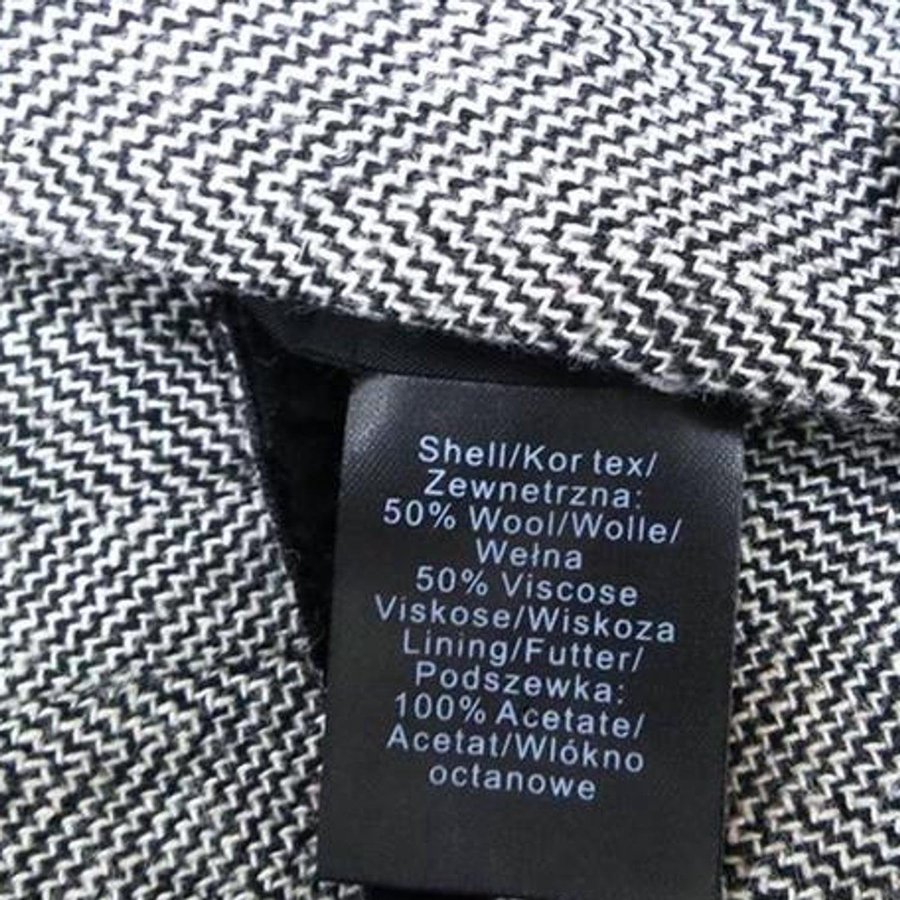 Shell/Kor tex/
Zewnetrzna:
50% Wool/Wolle/
Wełna
50% Viscose
Viskose/Wiskoza
Lining/Futter/
Podszewka:
100% Acetate/
Acetat/Wlókno
octanowe